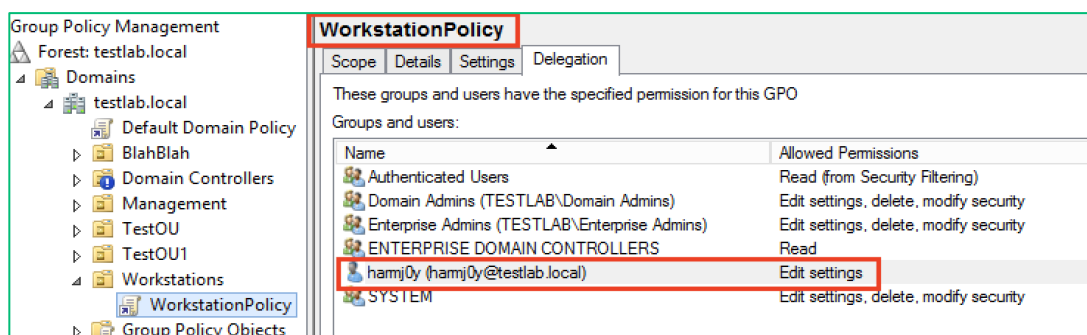 Group Policy Management
Forest: testlab.local
Domains
testlab.local
Default Domain Policy
BlahBlah
Domain Controllers
Management
TestOU
TestOU1
Workstations
WorkstationPolicy
Group Policy Objects
WorkstationPolicy
Scope Details Settings Delegation
These groups and users have the specified permission for this GPO
Groups and users:
Name Allowed Permissions
Authenticated Users Read (from Security Filtering)
Domain Admins (TESTLAB\Domain Admins) Edit settings, delete, modify security
Enterprise Admins (TESTLAB\Enterprise Admins) Edit settings, delete, modify security
ENTERPRISE DOMAIN CONTROLLERS Read
harmj0y (harmj0y@testlab.local) Edit settings
SYSTEM Edit settings, delete, modify security